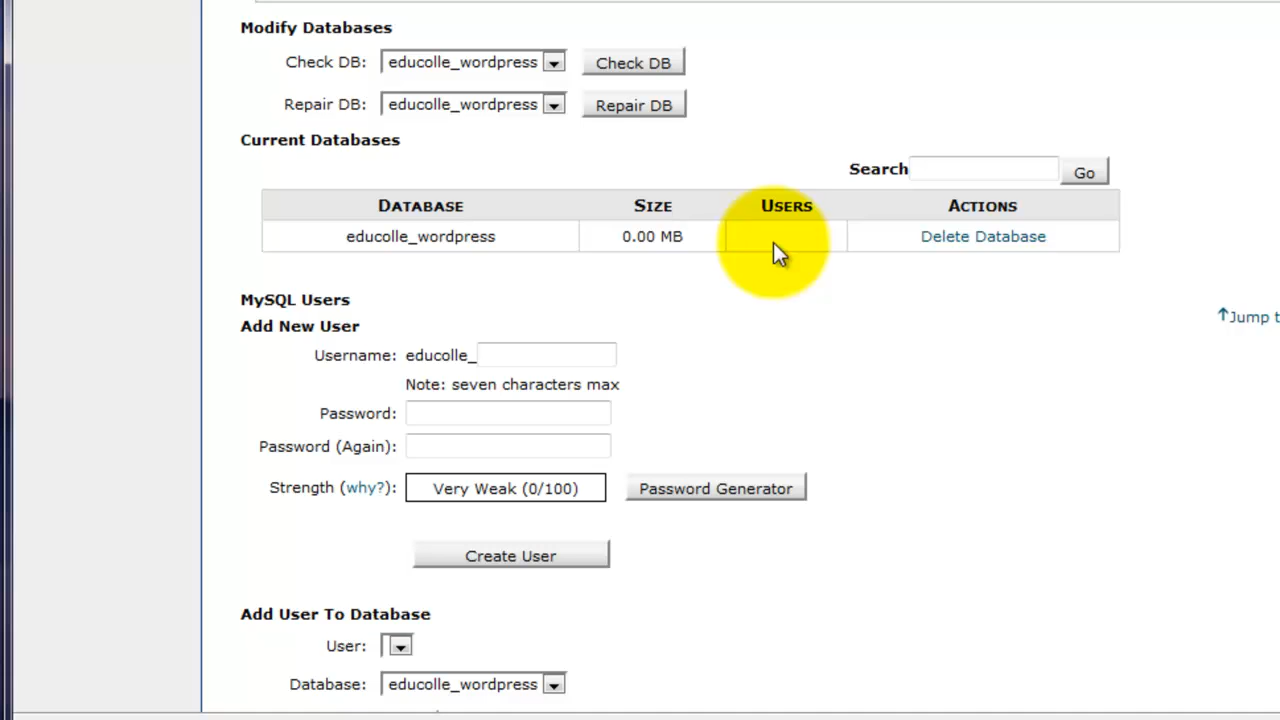 Modify Databases
Check DB: educolle_wordpress Check DB
Repair DB: educolle_wordpress Repair DB
Current Databases
Search Go
DATABASE SIZE USERS ACTIONS
educolle_wordpress 0.00 MB Delete Database
MySQL Users
Jump t
Add New User
Username: educolle_
Note: seven characters max
Password:
Password (Again):
Strength (why?): Very Weak (0/100) Password Generator
Create User
Add User To Database
User:
Database: educolle_wordpress